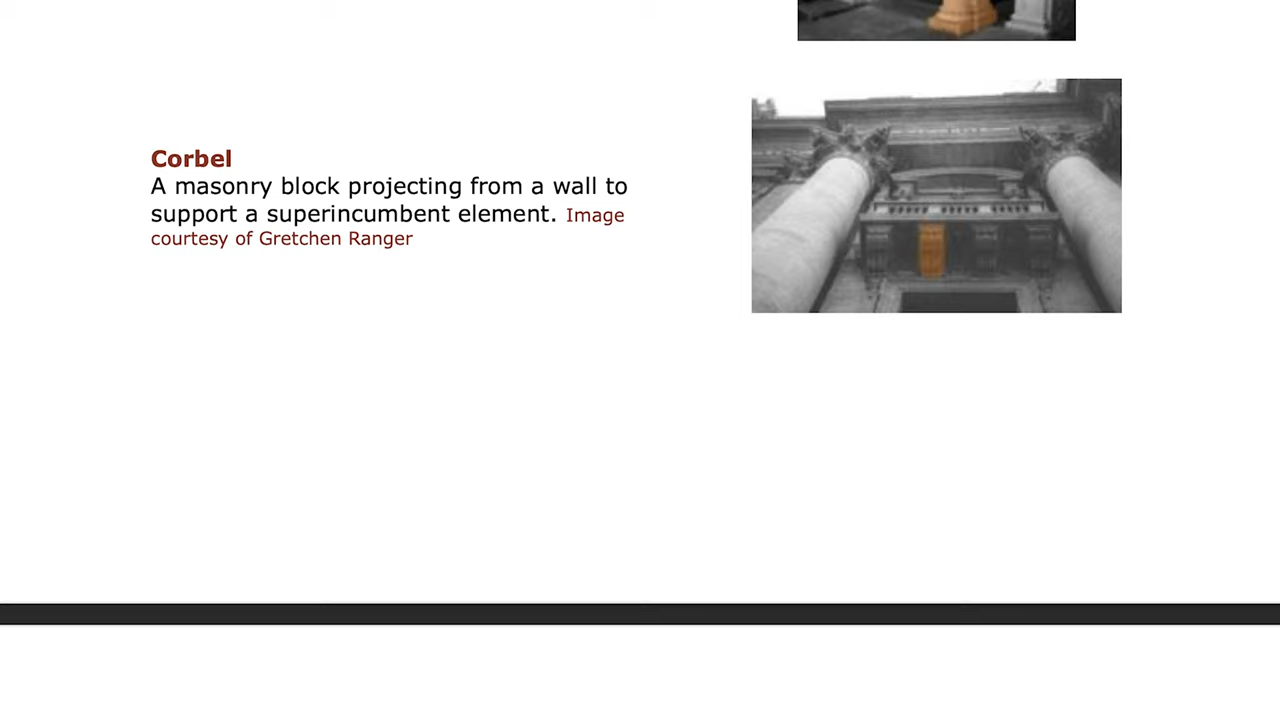 Corbel
A masonry block projecting from a wall to
support a superincumbent element. Image
courtesy of Gretchen Ranger